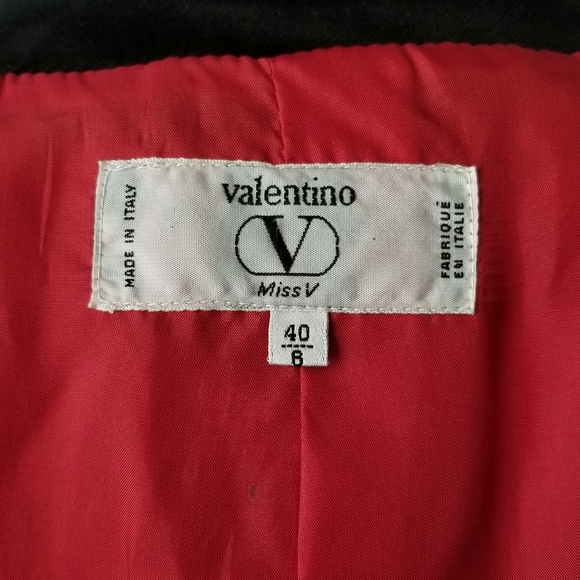 MADE IN ITALY
valentino
V
Miss V
FABRIQUÉ
EN ITALIE
40
6